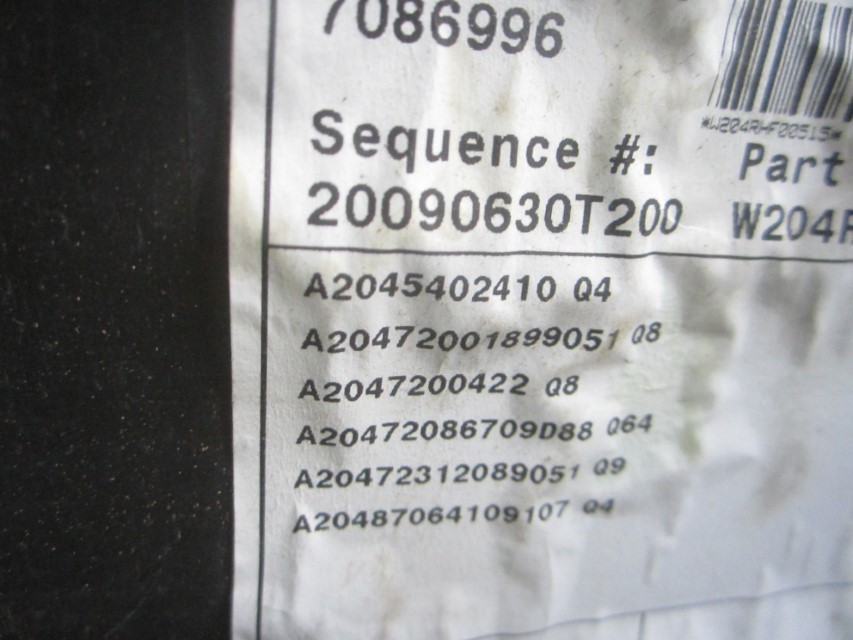 7086996
*W204RHF00515*
Sequence #: Part
20090630T200 W204R
A2045402410 Q4
A20472001899051 Q8
A2047200422 Q8
A20472086709D88 Q64
A20472312089051 Q9
A20487064109107 Q4